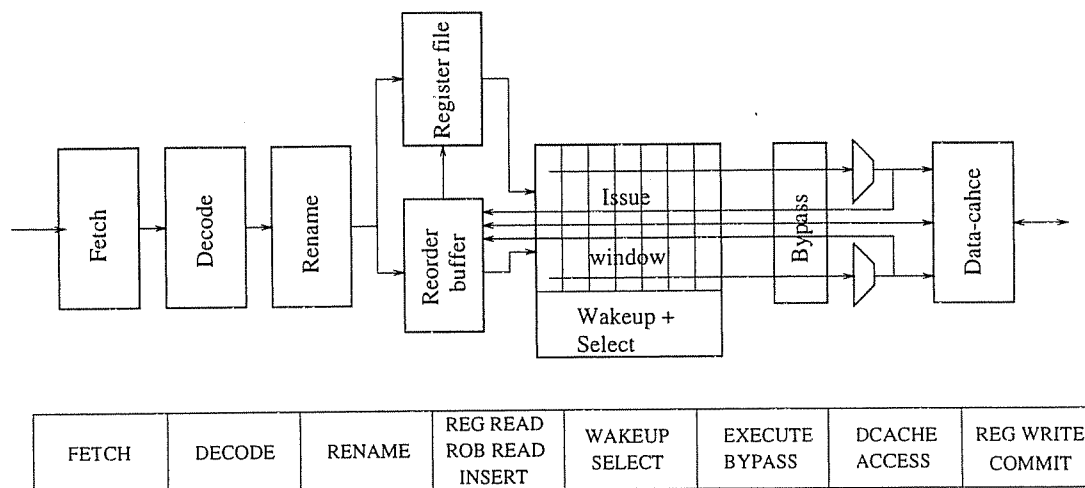 Fetch
Decode
Rename
Register file
Reorder
buffer
Issue
window
Wakeup +
Select
Bypass
Data-cahce
FETCH
DECODE
RENAME
REG READ
ROB READ
INSERT
WAKEUP
SELECT
EXECUTE
BYPASS
DCACHE
ACCESS
REG WRITE
COMMIT